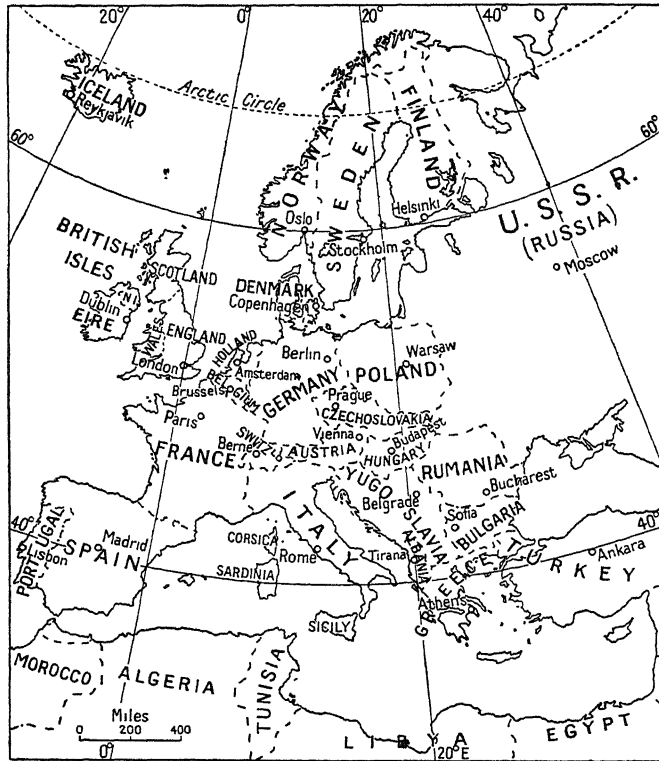 20°
0°
20°
40°
ICELAND
Reykjavik
Arctic Circle
60°
60°
NORWAY
SWEDEN
FINLAND
Oslo
Stockholm
Helsinki
U. S. S. R.
(RUSSIA)
Moscow
BRITISH
ISLES
SCOTLAND
N I
Dublin
EIRE
WALES
ENGLAND
London
DENMARK
Copenhagen
HOLLAND
Amsterdam
BELGIUM
Brussels
Berlin
GERMANY
POLAND
Warsaw
Prague
CZECHOSLOVAKIA
Paris
FRANCE
Berne
SWITZ.
Vienna
AUSTRIA
Budapest
HUNGARY
RUMANIA
Bucharest
YUGO
SLAVIA
Belgrade
Sofia
BULGARIA
ITALY
Rome
CORSICA
SARDINIA
SICILY
Tirana
ALBANIA
GREECE
Athens
TURKEY
Ankara
40°
40°
PORTUGAL
Lisbon
SPAIN
Madrid
MOROCCO
ALGERIA
TUNISIA
LIBYA
EGYPT
Miles
0 200 400
0°
20°E